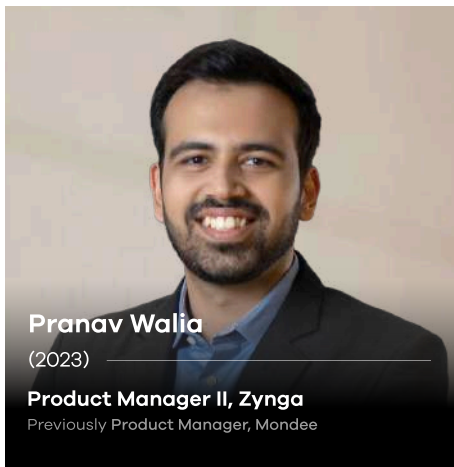 Pranav Walia
(2023)
Product Manager II, Zynga
Previously Product Manager, Mondee